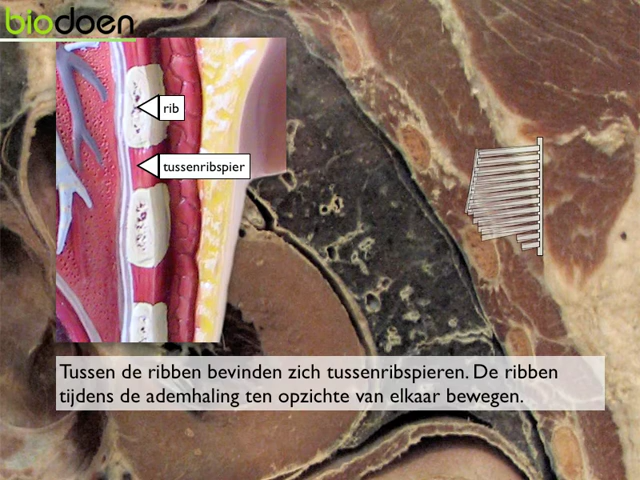 biodoen
rib
tussenribspier
Tussen de ribben bevinden zich tussenribspieren. De ribben
tijdens de ademhaling ten opzichte van elkaar bewegen.